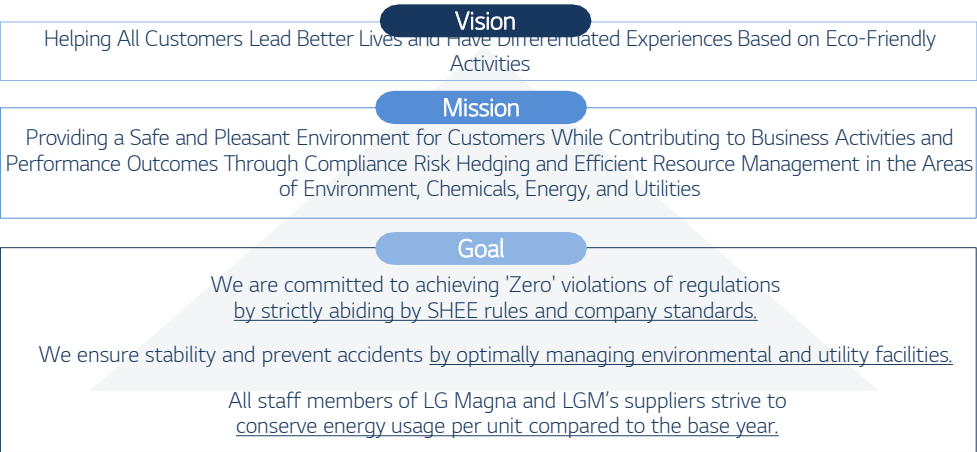 Vision
Helping All Customers Lead Better Lives and Have Differentiated Experiences Based on Eco-Friendly
Activities
Mission
Providing a Safe and Pleasant Environment for Customers While Contributing to Business Activities and
Performance Outcomes Through Compliance Risk Hedging and Efficient Resource Management in the Areas
of Environment, Chemicals, Energy, and Utilities
Goal
We are committed to achieving 'Zero' violations of regulations
by strictly abiding by SHEE rules and company standards.
We ensure stability and prevent accidents by optimally managing environmental and utility facilities.
All staff members of LG Magna and LGM’s suppliers strive to
conserve energy usage per unit compared to the base year.